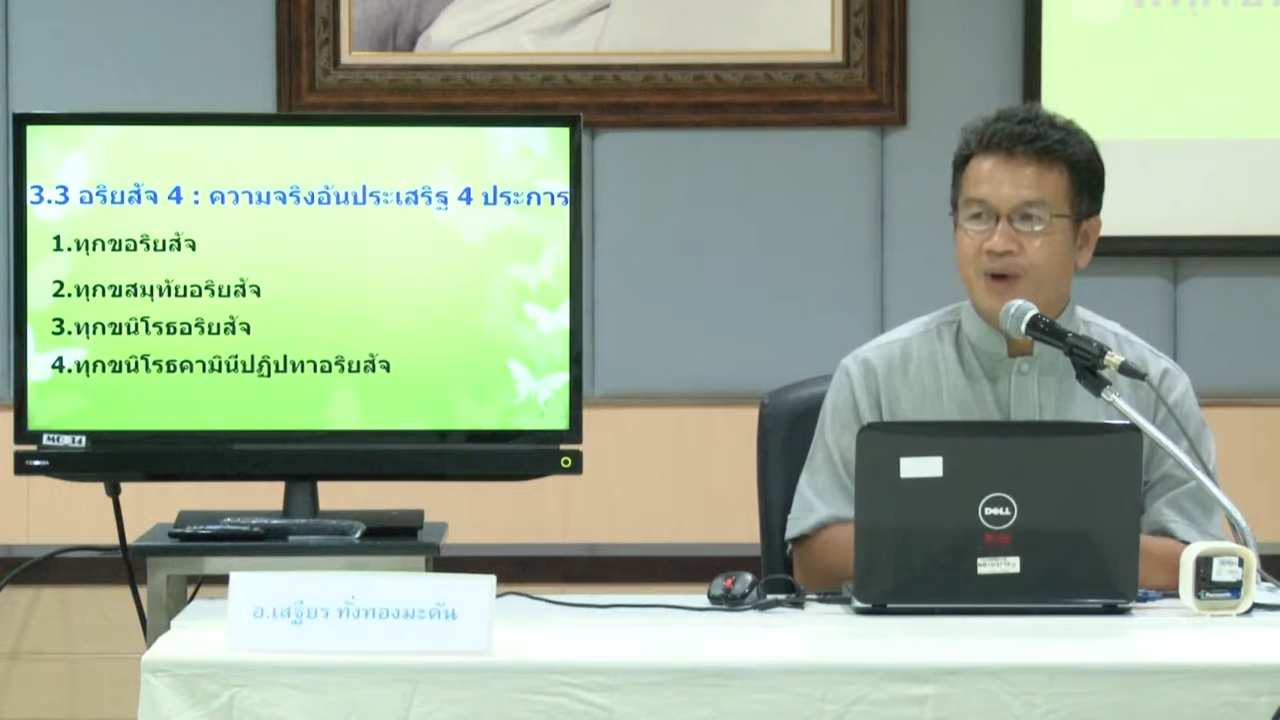 3.3 อริยสัจ 4 : ความจริงอันประเสริฐ 4 ประการ
1.ทุกขอริยสัจ
2.ทุกขสมุทัยอริยสัจ
3.ทุกขนิโรธอริยสัจ
4.ทุกขนิโรธคามินีปฏิปทาอริยสัจ
MC 34
TOSHIBA
อ.เสฐียร ทั่งทองมะดัน
DELL
Panasonic